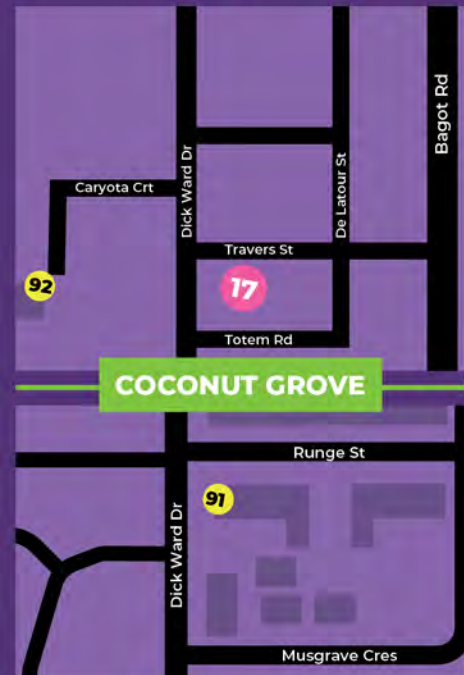 Bagot Rd
Dick Ward Dr
De Latour St
Caryota Crt
Travers St
92
17
Totem Rd
COCONUT GROVE
Runge St
91
Dick Ward Dr
Musgrave Cres